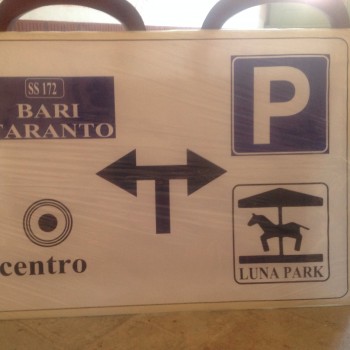 SS 172
BARI
TARANTO
P
centro
LUNA PARK